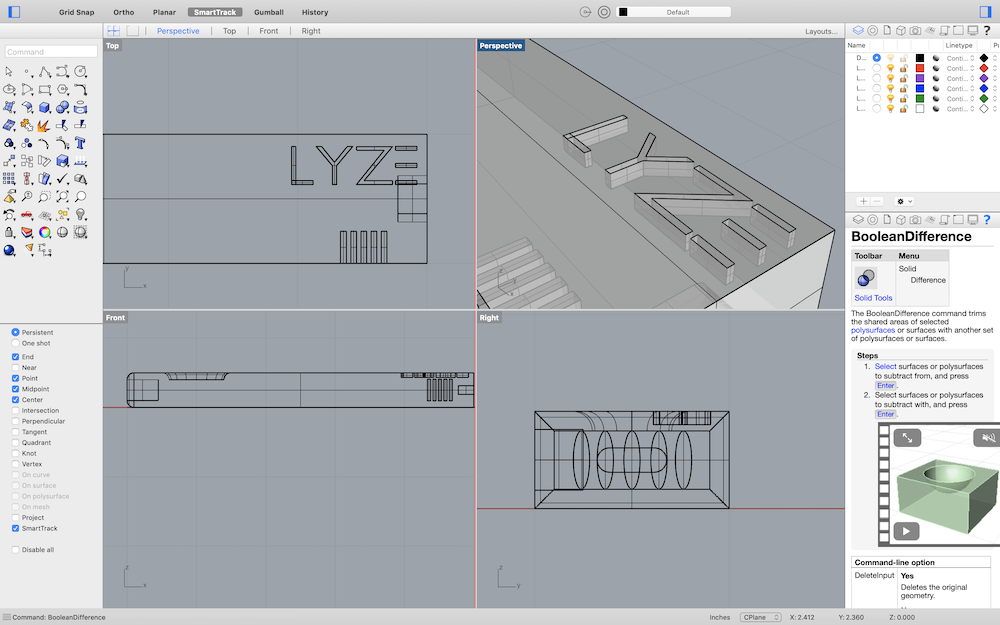 Grid Snap Ortho Planar SmartTrack Gumball History Default
Perspective Top Front Right Layouts...
Command
Top
Perspective
LYZE
Front
Right
Persistent
One shot
End
Near
Point
Midpoint
Center
Intersection
Perpendicular
Tangent
Quadrant
Knot
Vertex
On curve
On surface
On polysurface
On mesh
Project
SmartTrack
Disable all
Name Linetype P
D... Conti...
L... Conti...
L... Conti...
L... Conti...
L... Conti...
L... Conti...
BooleanDifference
Toolbar Menu
Solid
Difference
Solid Tools
The BooleanDifference command trims
the shared areas of selected
polysurfaces or surfaces with another set
of polysurfaces or surfaces.
Steps
1. Select surfaces or polysurfaces
to subtract from, and press
Enter.
2. Select surfaces or polysurfaces
to subtract with, and press
Enter.
Command-line option
DeleteInput Yes
Deletes the original
geometry.
Command: BooleanDifference Inches CPlane X: 2.412 Y: 2.360 Z: 0.000